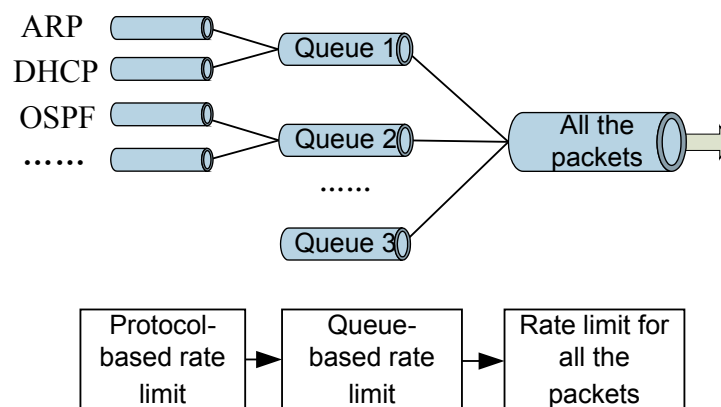 ARP
DHCP
OSPF
……
Queue 1
Queue 2
……
Queue 3
All the
packets
Protocol-
based rate
limit
Queue-
based rate
limit
Rate limit for
all the
packets